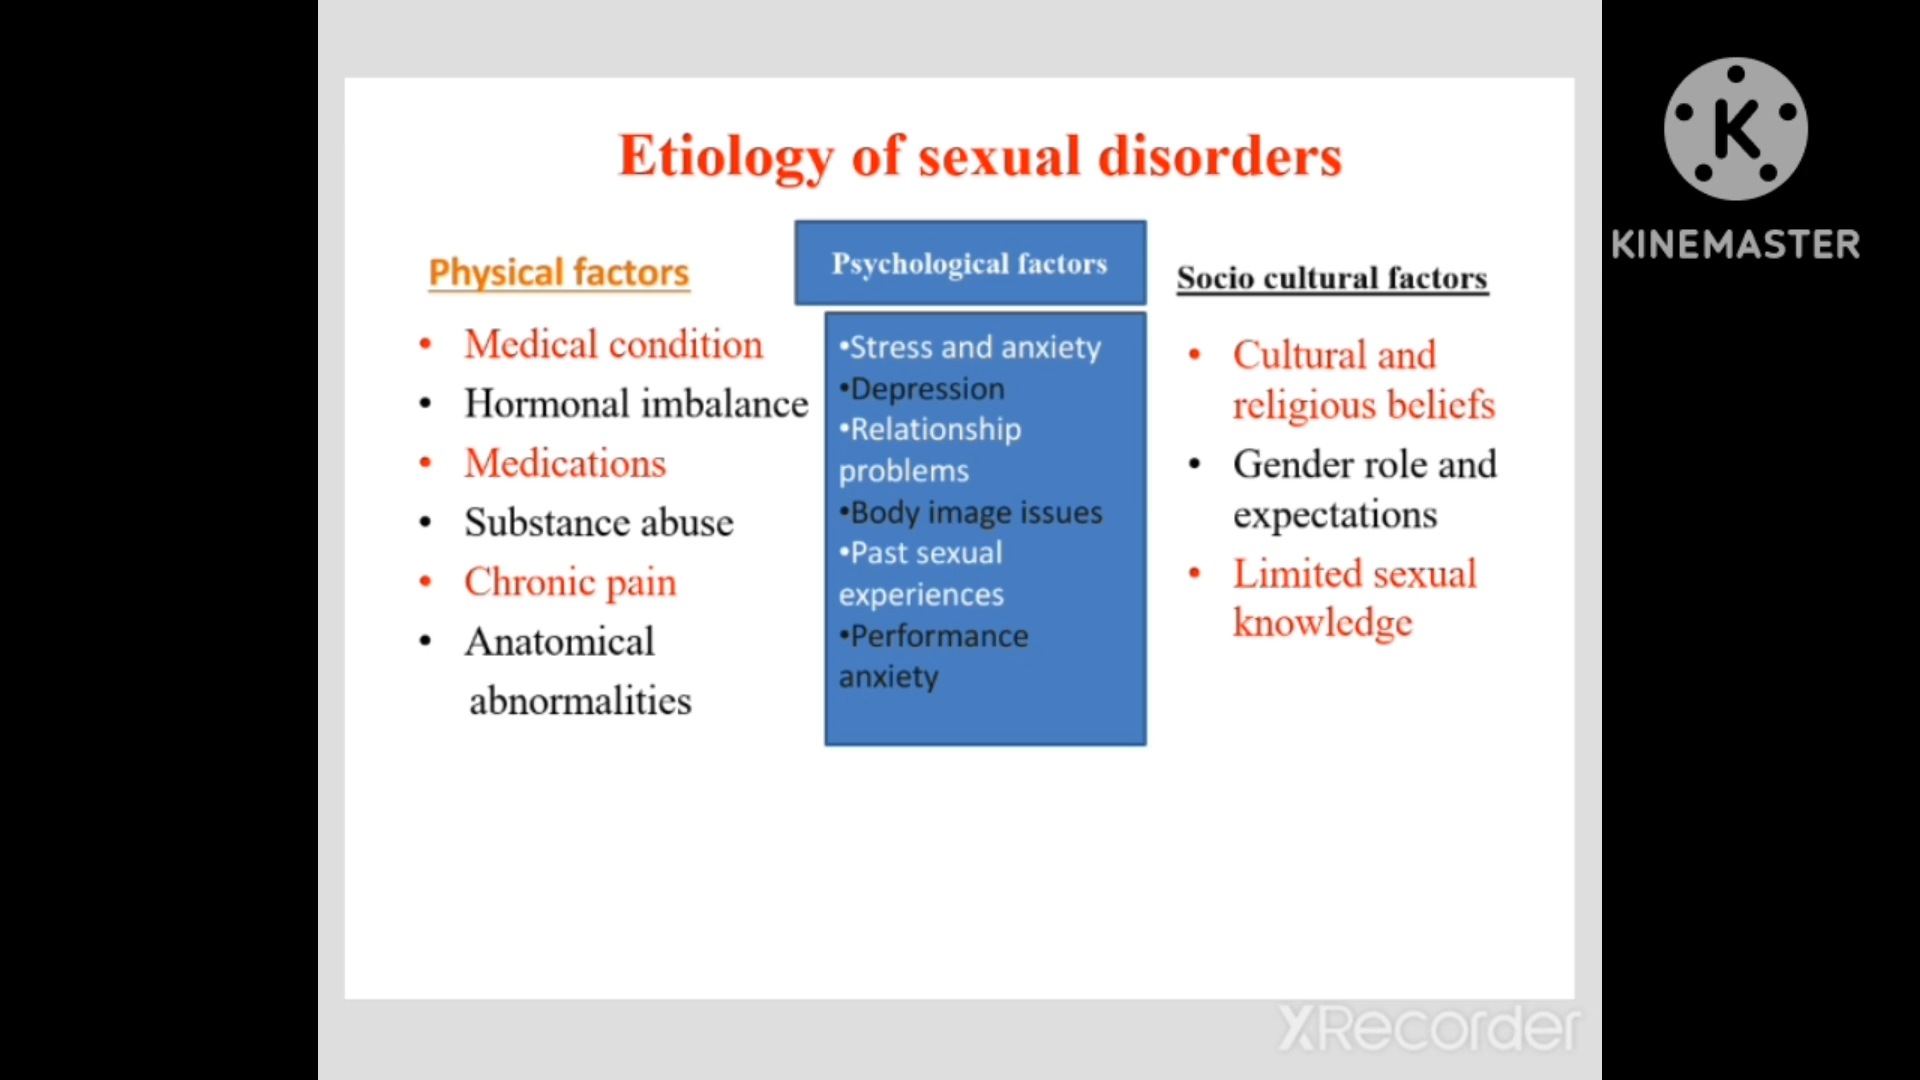 Etiology of sexual disorders
Physical factors
• Medical condition
• Hormonal imbalance
• Medications
• Substance abuse
• Chronic pain
• Anatomical
abnormalities
Psychological factors
•Stress and anxiety
•Depression
•Relationship
problems
•Body image issues
•Past sexual
experiences
•Performance
anxiety
Socio cultural factors
• Cultural and
religious beliefs
• Gender role and
expectations
• Limited sexual
knowledge
K
KINEMASTER
XRecorder